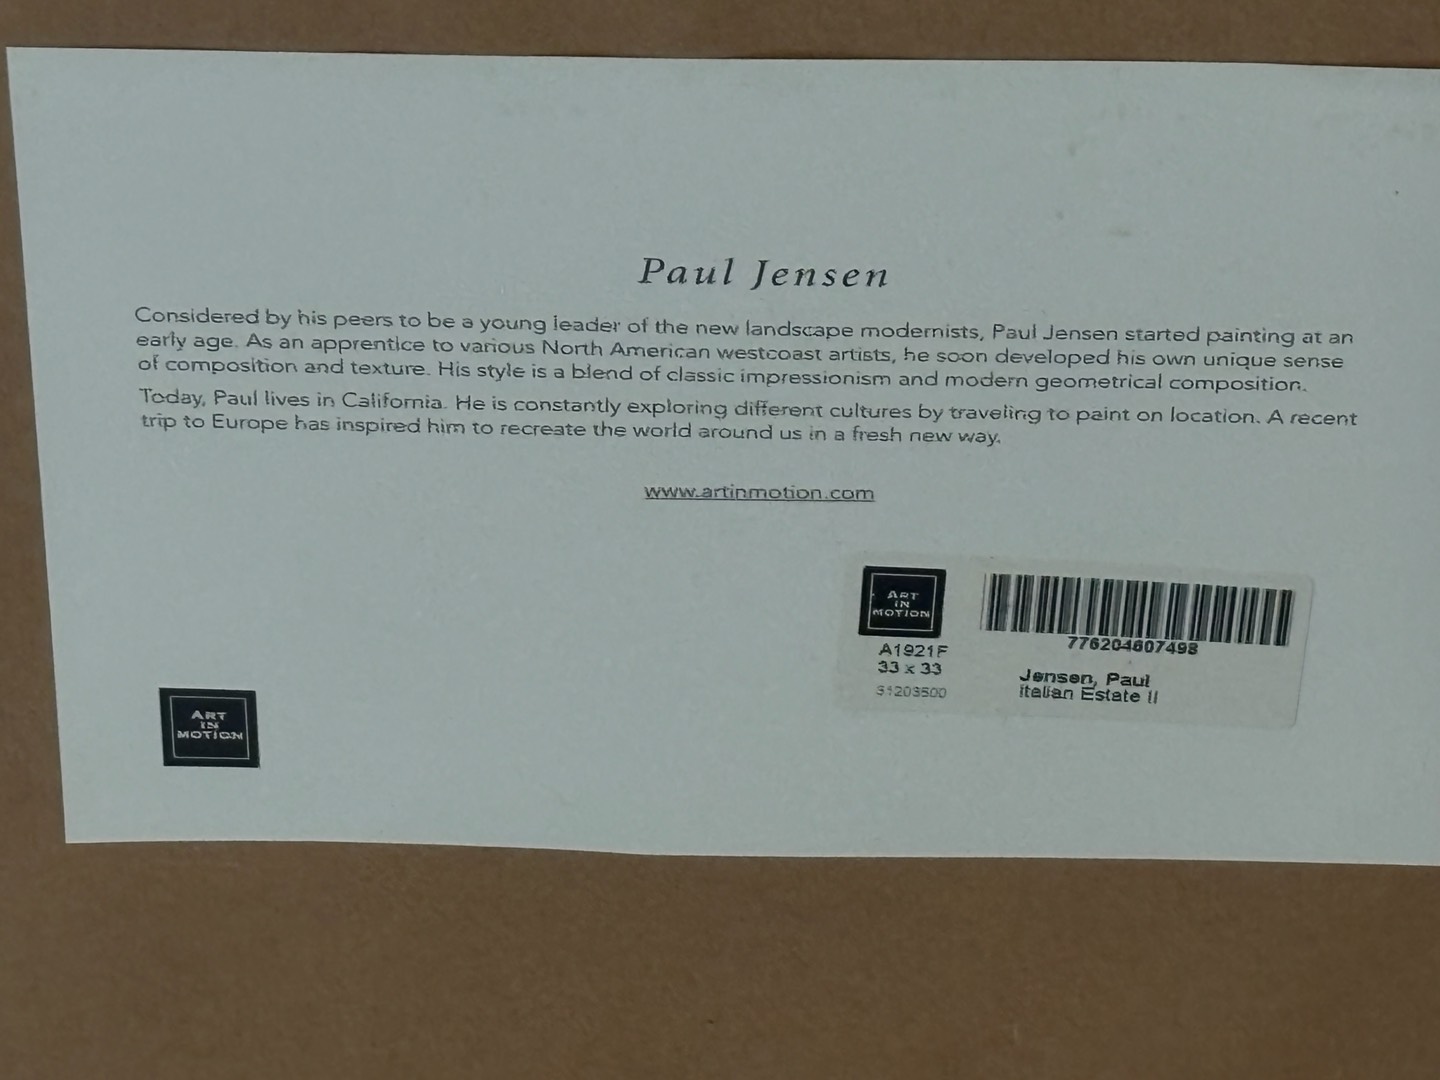 Paul Jensen
Considered by his peers to be a young leader of the new landscape modernists, Paul Jensen started painting at an
early age. As an apprentice to various North American westcoast artists, he soon developed his own unique sense
of composition and texture. His style is a blend of classic impressionism and modern geometrical composition.
Today, Paul lives in California. He is constantly exploring different cultures by traveling to paint on location. A recent
trip to Europe has inspired him to recreate the world around us in a fresh new way.
www.artinmotion.com
ART
IN
MOTION
A1921F
33 x 33
776204607498
Jensen, Paul
Italian Estate II
ART
IN
MOTION